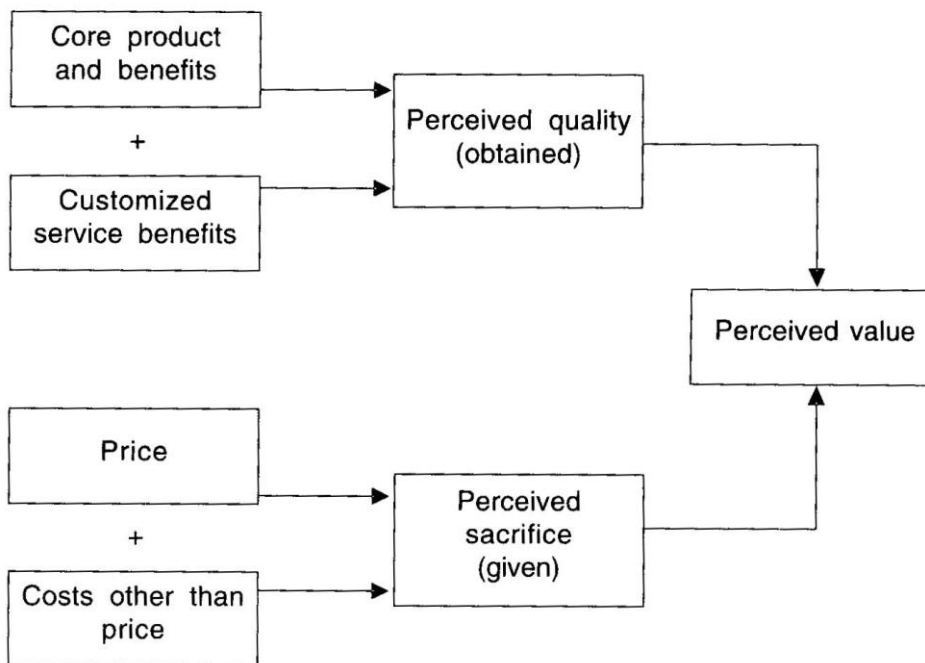 Core product
and benefits
+
Customized
service benefits
Perceived quality
(obtained)
Perceived value
Price
+
Costs other than
price
Perceived
sacrifice
(given)